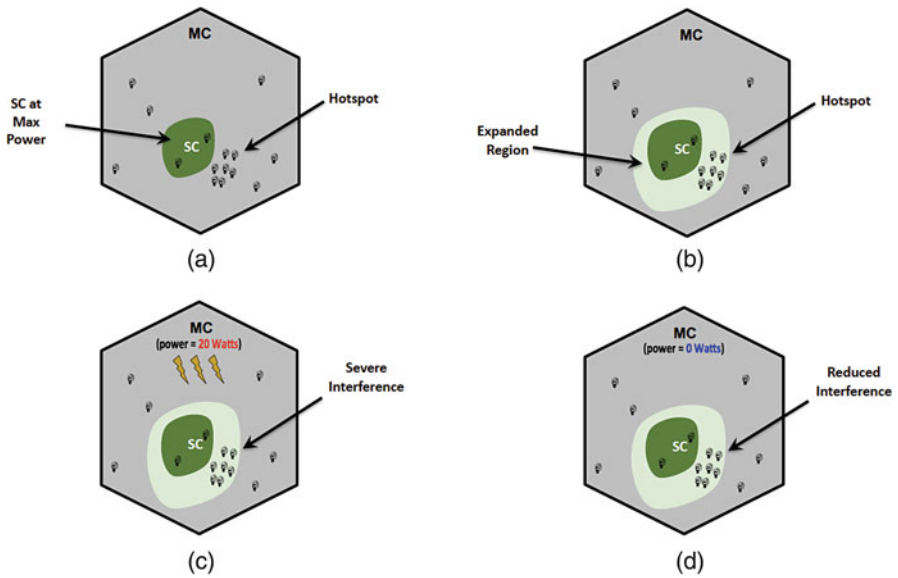 MC
SC at
Max
Power
SC
Hotspot
(a)
MC
Expanded
Region
SC
Hotspot
(b)
MC
(power = 20 Watts)
SC
Severe
Interference
(c)
MC
(power = 0 Watts)
SC
Reduced
Interference
(d)